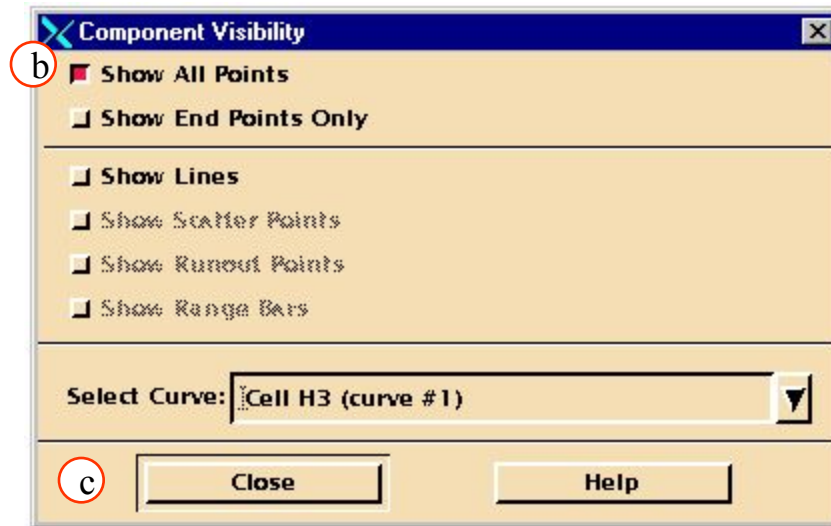 Component Visibility
b
Show All Points
Show End Points Only
Show Lines
Show Scatter Points
Show Runout Points
Show Range Bars
Select Curve: Cell H3 (curve #1)
c
Close Help